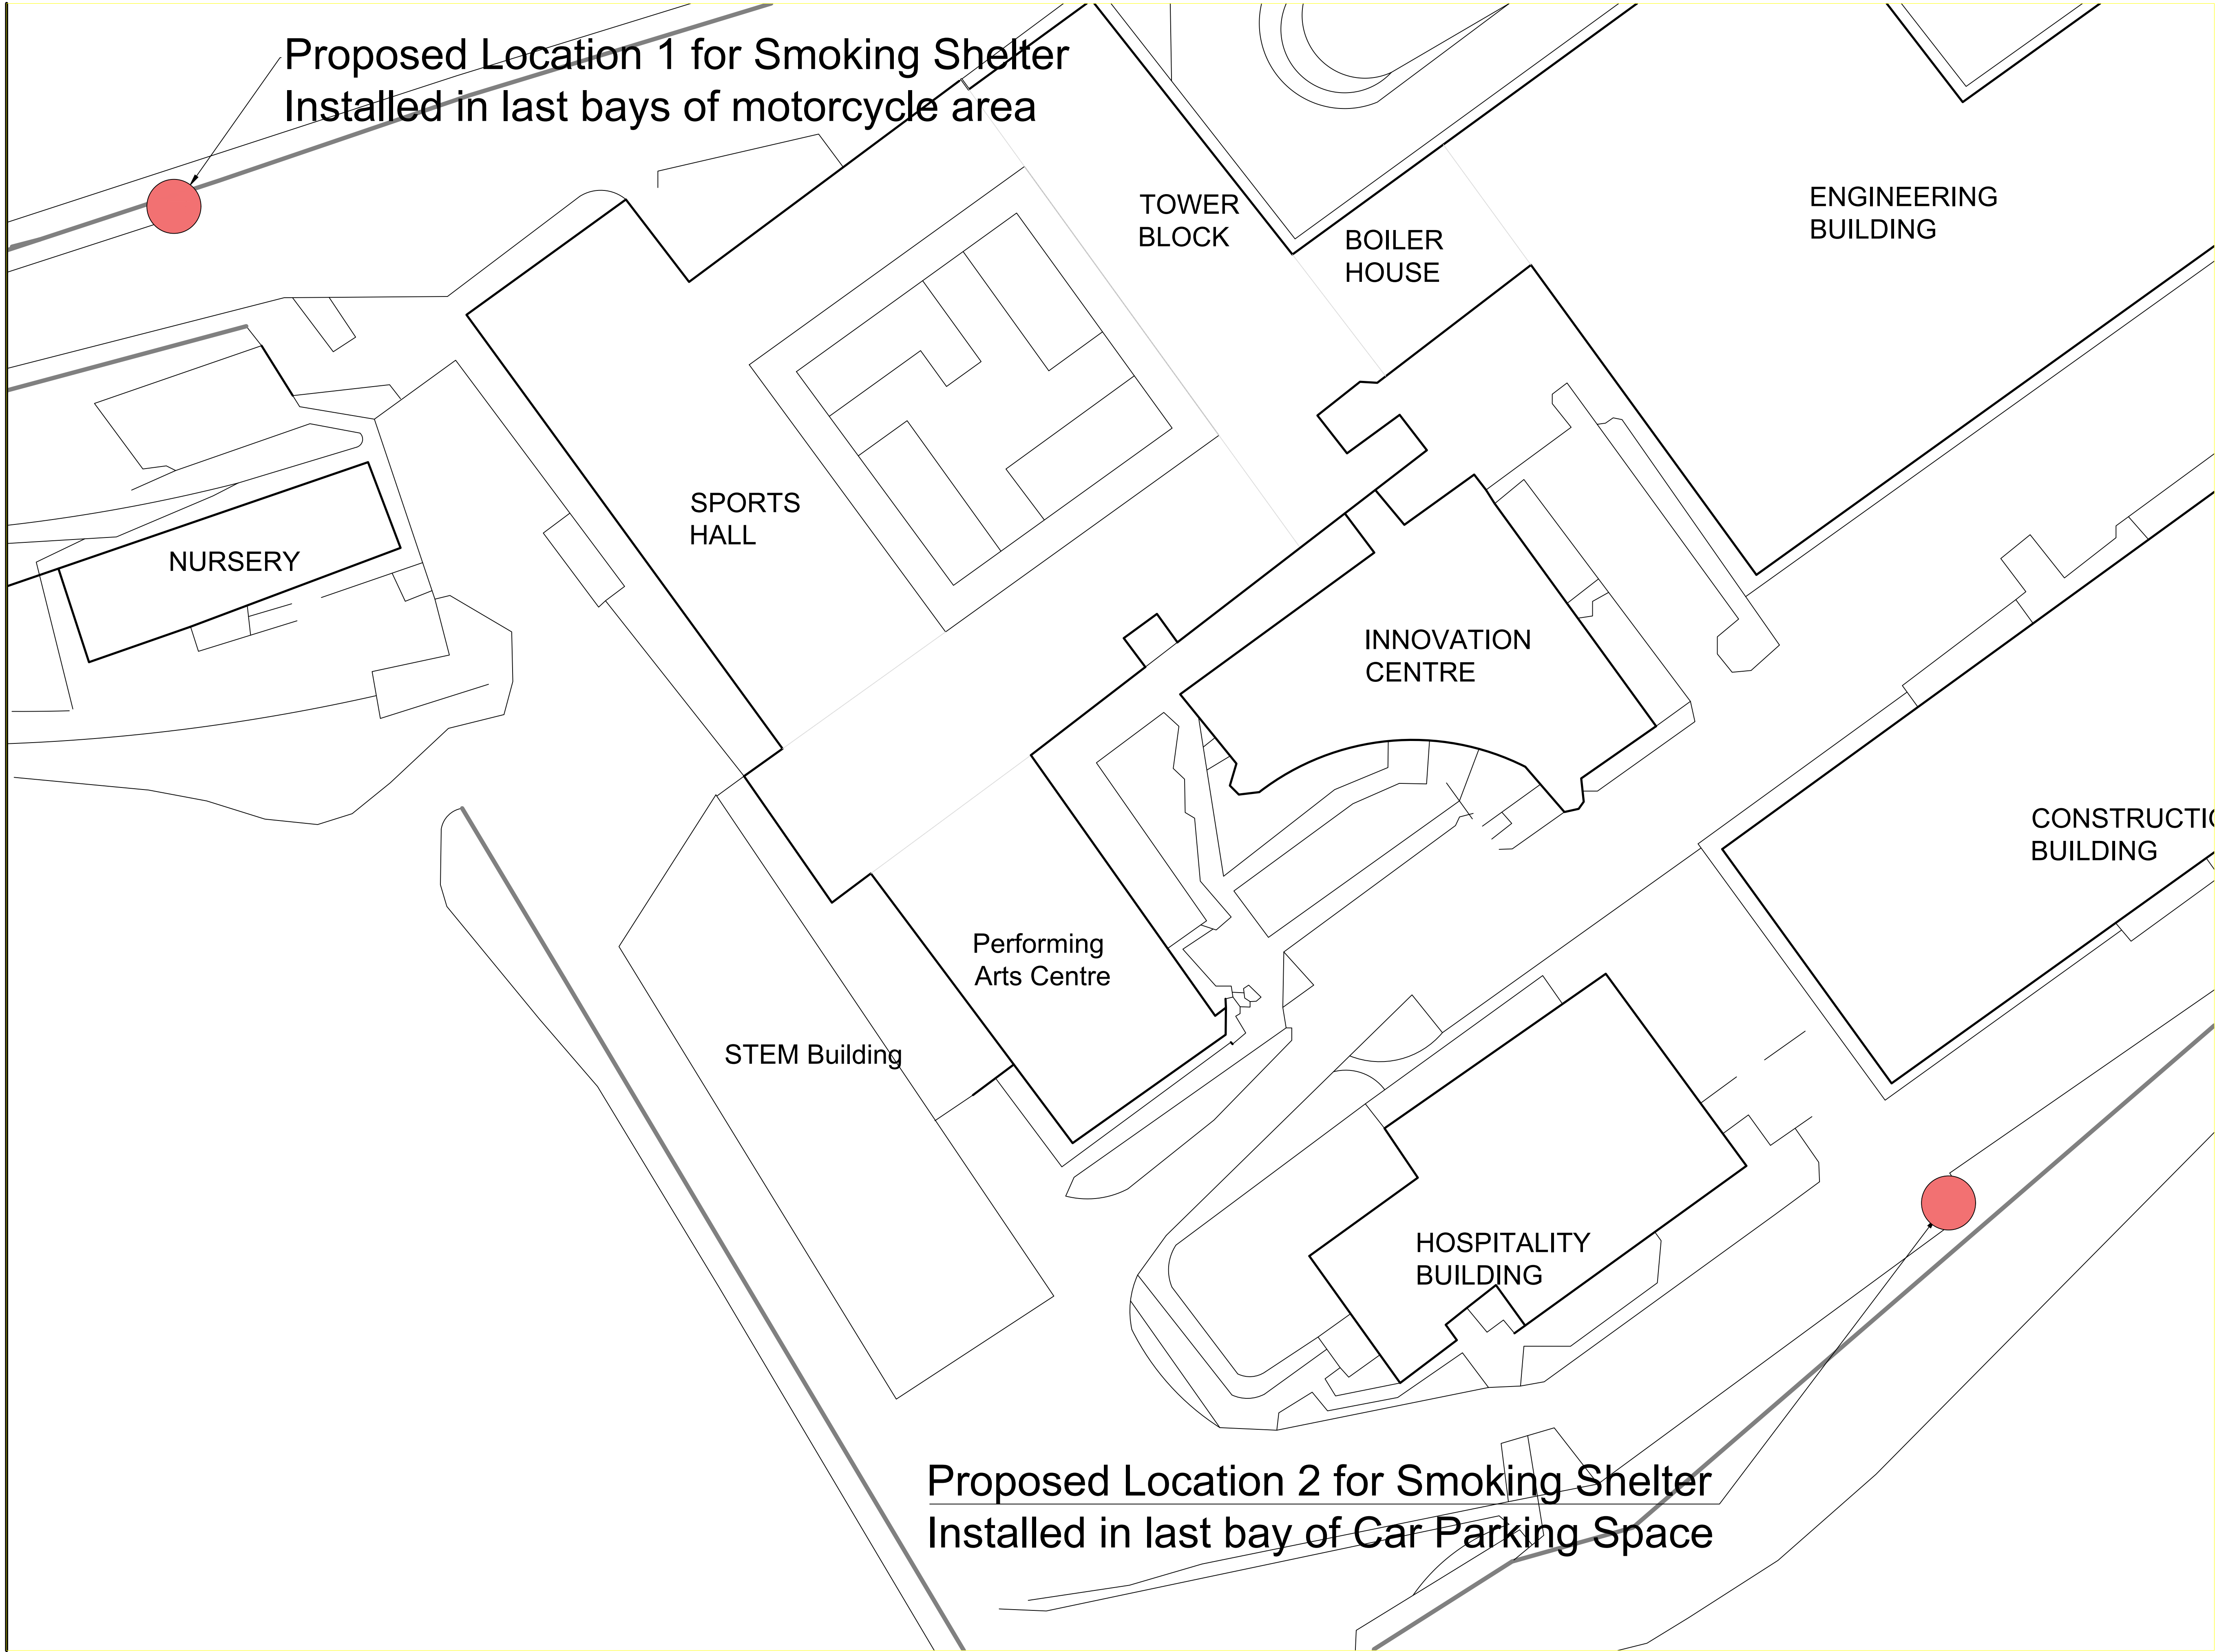 Proposed Location 1 for Smoking Shelter
Installed in last bays of motorcycle area
TOWER
BLOCK
BOILER
HOUSE
ENGINEERING
BUILDING
SPORTS
HALL
NURSERY
INNOVATION
CENTRE
CONSTRUCTIO
BUILDING
Performing
Arts Centre
STEM Building
HOSPITALITY
BUILDING
Proposed Location 2 for Smoking Shelter
Installed in last bay of Car Parking Space